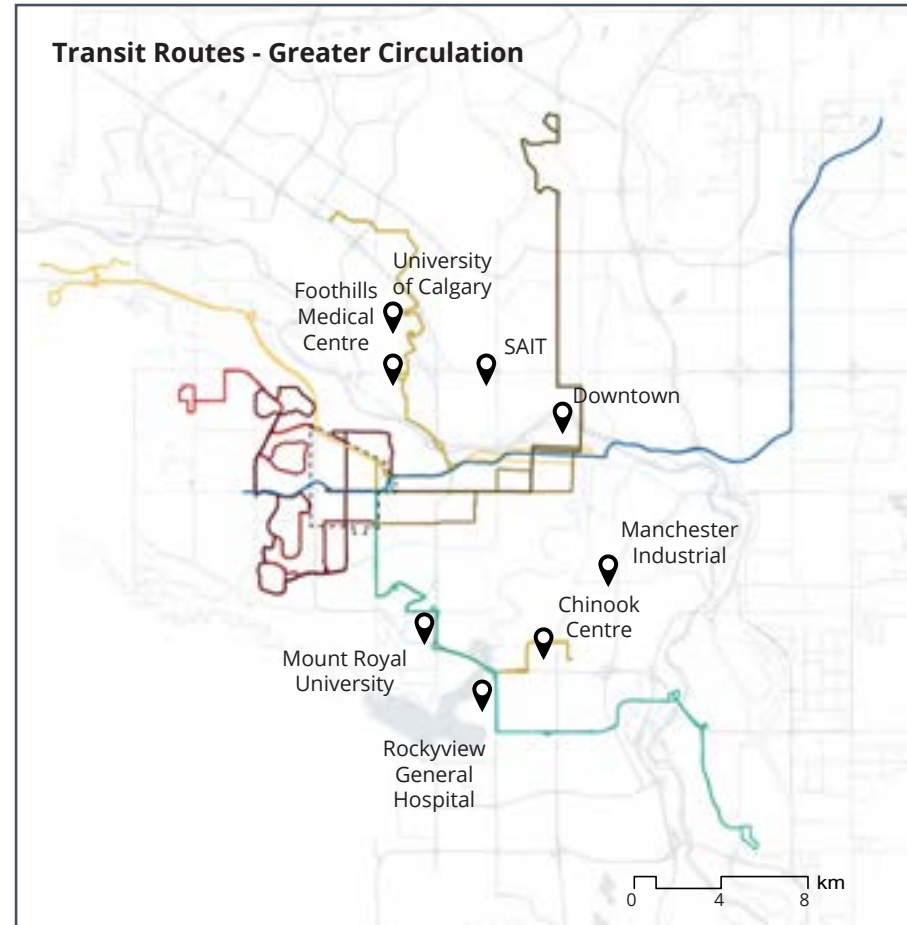 Transit Routes - Greater Circulation
University
of Calgary
Foothills
Medical
Centre
SAIT
Downtown
Manchester
Industrial
Chinook
Centre
Mount Royal
University
Rockyview
General
Hospital
km
0 4 8